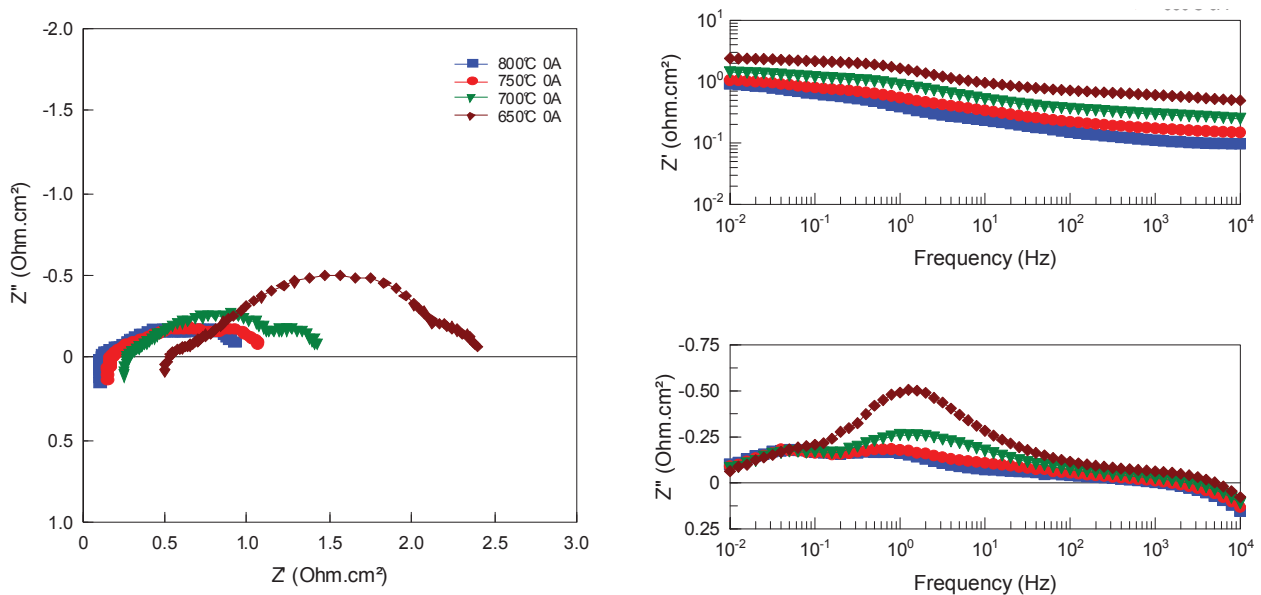 -2.0
-1.5
-1.0
-0.5
0
0.5
1.0
0
0.5
1.0
1.5
2.0
2.5
3.0
Z" (Ohm.cm²)
Z' (Ohm.cm²)
800℃ 0A
750℃ 0A
700℃ 0A
650℃ 0A
10¹
10⁰
10⁻¹
10⁻²
10⁻² 10⁻¹ 10⁰ 10¹ 10² 10³ 10⁴
Z' (ohm.cm²)
Frequency (Hz)
-0.75
-0.50
-0.25
0
0.25
10⁻² 10⁻¹ 10⁰ 10¹ 10² 10³ 10⁴
Z" (Ohm.cm²)
Frequency (Hz)